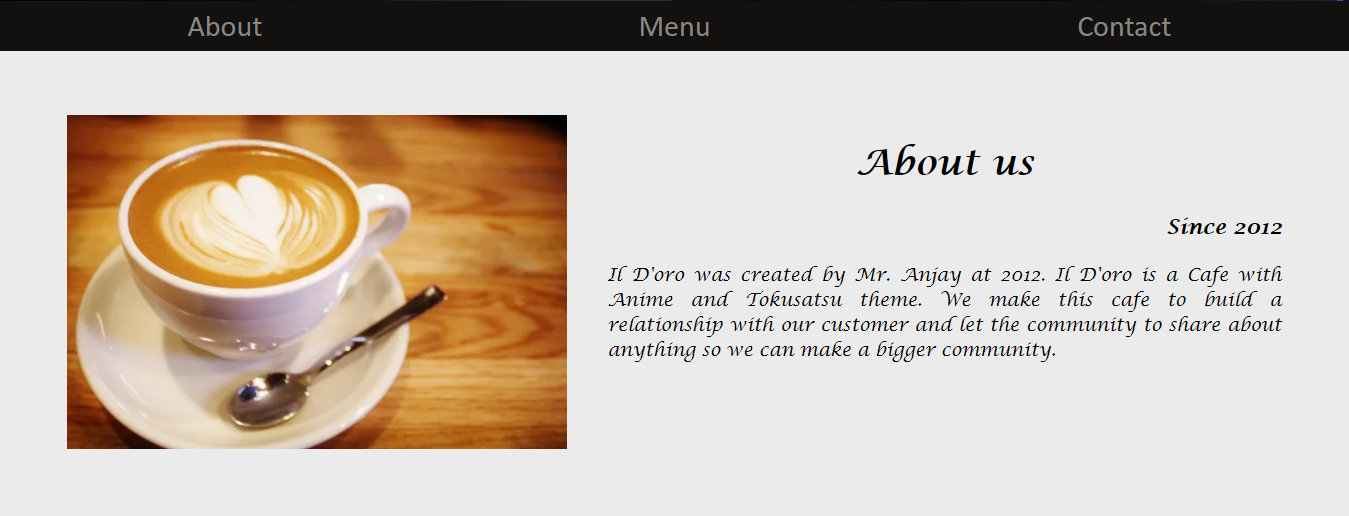 About Menu Contact
About us
Since 2012
Il D'oro was created by Mr. Anjay at 2012. Il D'oro is a Cafe with
Anime and Tokusatsu theme. We make this cafe to build a
relationship with our customer and let the community to share about
anything so we can make a bigger community.